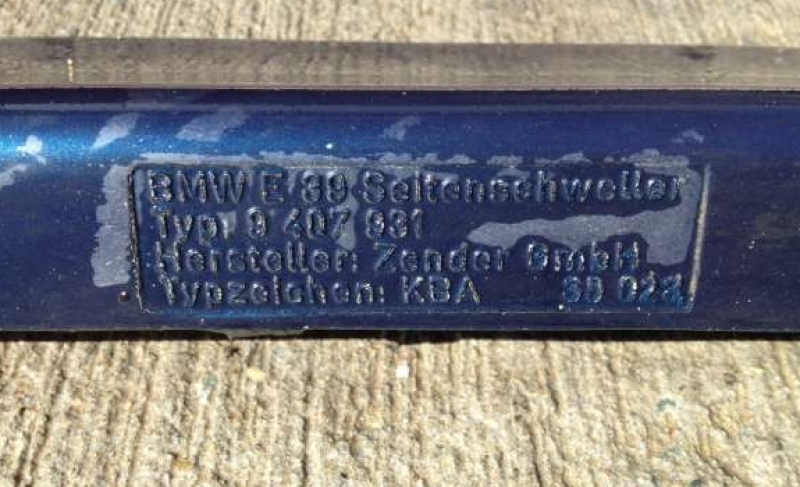 BMW E 39 Seitenschweller
Typ: 9 407 931
Hersteller: Zender GmbH
Typzeichen: KBA